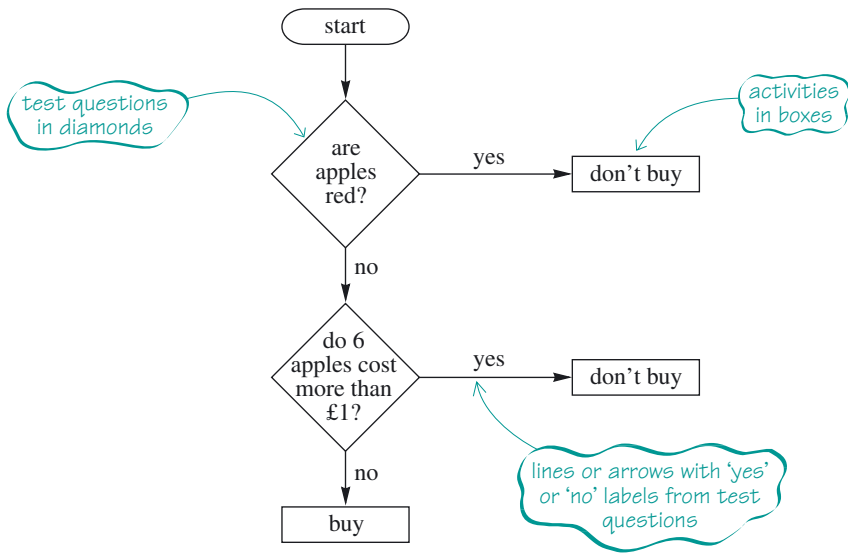 start
test questions
in diamonds
activities
in boxes
are
apples
red?
yes
don’t buy
no
do 6
apples cost
more than
£1?
yes
don’t buy
no
lines or arrows with ‘yes’
or ‘no’ labels from test
questions
buy